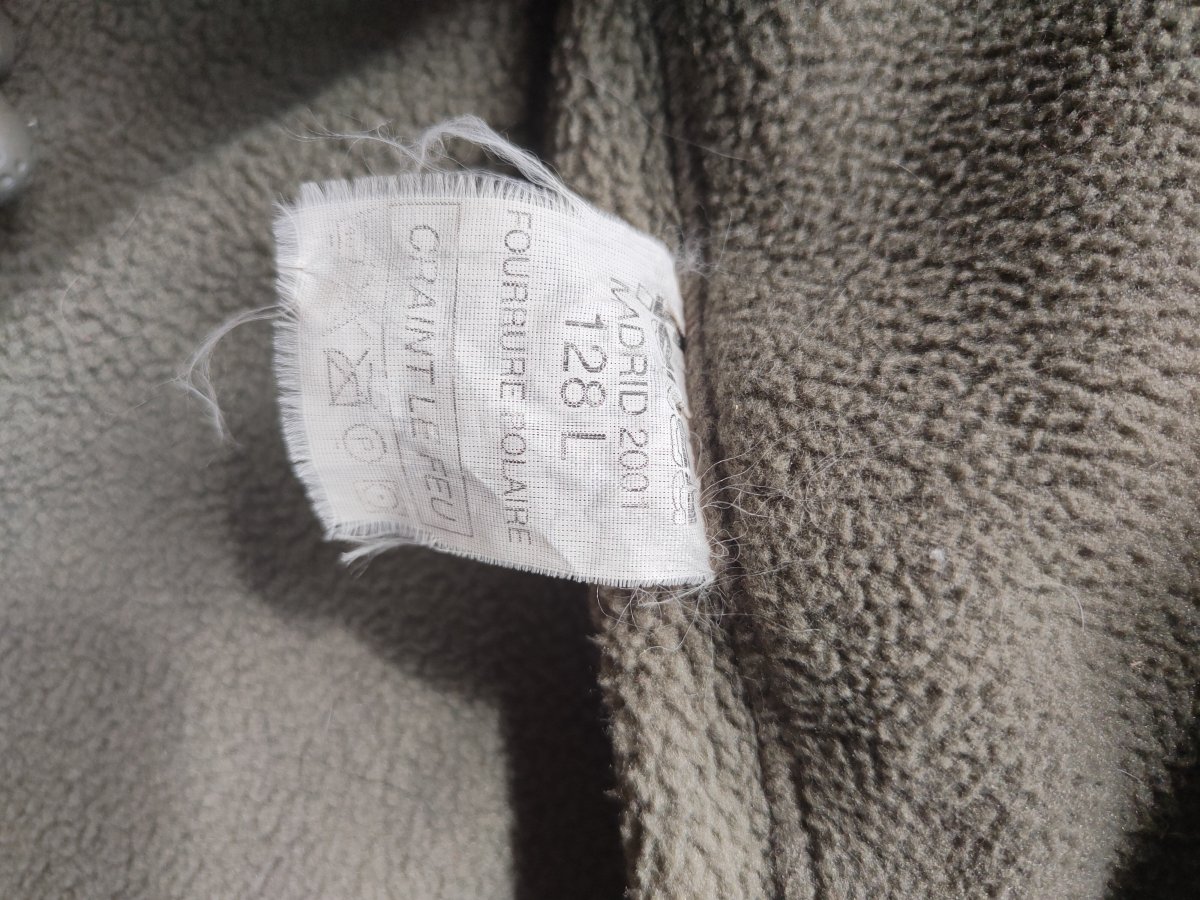 MADRID 2001
128 L
FOURRURE POLAIRE
CRAINT LE FEU